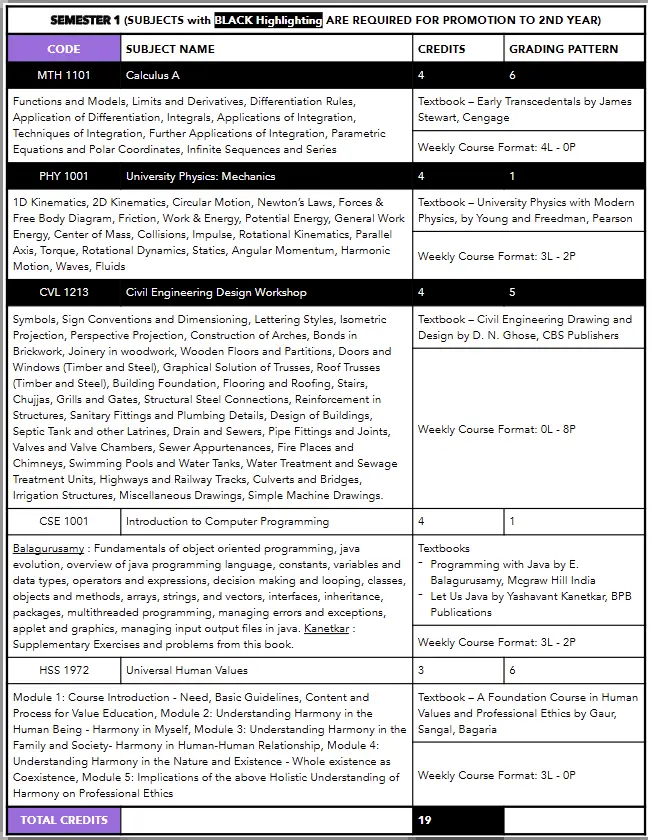 SEMESTER 1 (SUBJECTS with BLACK Highlighting ARE REQUIRED FOR PROMOTION TO 2ND YEAR)
CODE SUBJECT NAME CREDITS GRADING PATTERN
MTH 1101 Calculus A 4 6
Functions and Models, Limits and Derivatives, Differentiation Rules,
Application of Differentiation, Integrals, Applications of Integration,
Techniques of Integration, Further Applications of Integration, Parametric
Equations and Polar Coordinates, Infinite Sequences and Series
Textbook – Early Transcedentals by James
Stewart, Cengage
Weekly Course Format: 4L - 0P
PHY 1001 University Physics: Mechanics 4 1
1D Kinematics, 2D Kinematics, Circular Motion, Newton's Laws, Forces &
Free Body Diagram, Friction, Work & Energy, Potential Energy, General Work
Energy, Center of Mass, Collisions, Impulse, Rotational Kinematics, Parallel
Axis, Torque, Rotational Dynamics, Statics, Angular Momentum, Harmonic
Motion, Waves, Fluids
Textbook – University Physics with Modern
Physics, by Young and Freedman, Pearson
Weekly Course Format: 3L - 2P
CVL 1213 Civil Engineering Design Workshop 4 5
Symbols, Sign Conventions and Dimensioning, Lettering Styles, Isometric
Projection, Perspective Projection, Construction of Arches, Bonds in
Brickwork, Joinery in woodwork, Wooden Floors and Partitions, Doors and
Windows (Timber and Steel), Graphical Solution of Trusses, Roof Trusses
(Timber and Steel), Building Foundation, Flooring and Roofing, Stairs,
Chujjas, Grills and Gates, Structural Steel Connections, Reinforcement in
Structures, Sanitary Fittings and Plumbing Details, Design of Buildings,
Septic Tank and other Latrines, Drain and Sewers, Pipe Fittings and Joints,
Valves and Valve Chambers, Sewer Appurtenances, Fire Places and
Chimneys, Swimming Pools and Water Tanks, Water Treatment and Sewage
Treatment Units, Highways and Railway Tracks, Culverts and Bridges,
Irrigation Structures, Miscellaneous Drawings, Simple Machine Drawings.
Textbook – Civil Engineering Drawing and
Design by D. N. Ghose, CBS Publishers
Weekly Course Format: 0L - 8P
CSE 1001 Introduction to Computer Programming 4 1
Balagurusamy : Fundamentals of object oriented programming, java
evolution, overview of java programming language, constants, variables and
data types, operators and expressions, decision making and looping, classes,
objects and methods, arrays, strings, and vectors, interfaces, inheritance,
packages, multithreaded programming, managing errors and exceptions,
applet and graphics, managing input output files in java. Kanetkar :
Supplementary Exercises and problems from this book.
Textbooks
- Programming with Java by E.
Balagurusamy, Mcgraw Hill India
- Let Us Java by Yashavant Kanetkar, BPB
Publications
Weekly Course Format: 3L - 2P
HSS 1972 Universal Human Values 3 6
Module 1: Course Introduction - Need, Basic Guidelines, Content and
Process for Value Education, Module 2: Understanding Harmony in the
Human Being - Harmony in Myself, Module 3: Understanding Harmony in the
Family and Society- Harmony in Human-Human Relationship, Module 4:
Understanding Harmony in the Nature and Existence - Whole existence as
Coexistence, Module 5: Implications of the above Holistic Understanding of
Harmony on Professional Ethics
Textbook – A Foundation Course in Human
Values and Professional Ethics by Gaur,
Sangal, Bagaria
Weekly Course Format: 3L - 0P
TOTAL CREDITS 19